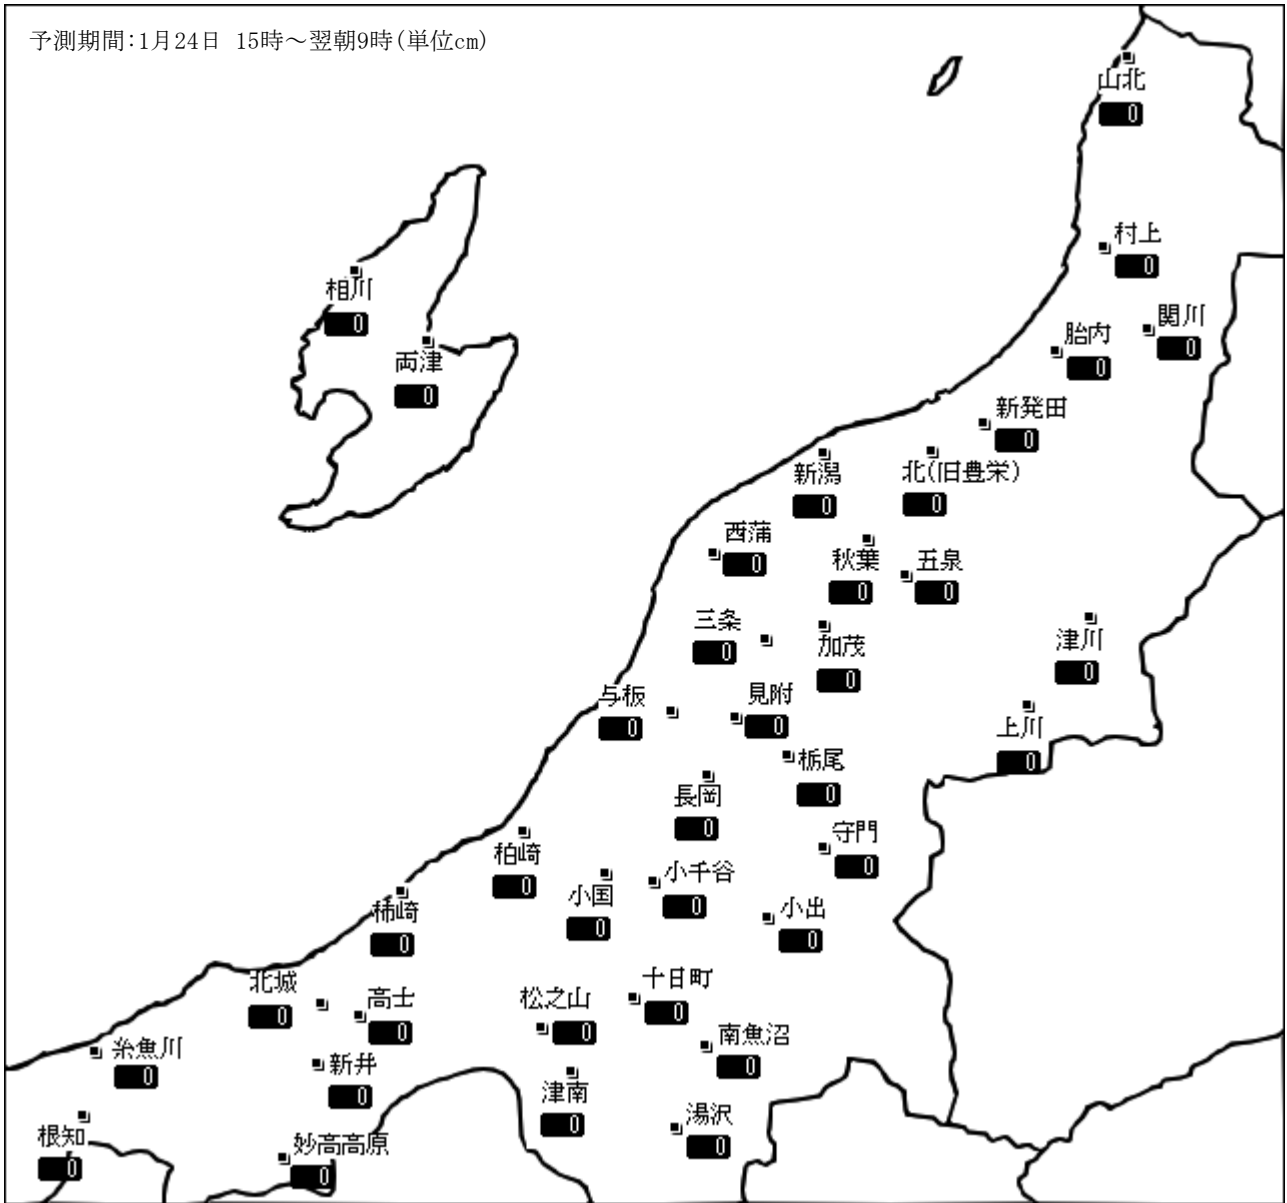 予測期間:1月24日 15時～翌朝9時(単位cm)
山北
0
村上
0
相川
0
関川
0
胎内
0
両津
0
新発田
0
新潟
0
北(旧豊栄)
0
西蒲
0
秋葉
0
五泉
0
三条
0
加茂
0
津川
0
与板
0
見附
0
上川
0
栃尾
0
長岡
0
守門
0
柏崎
0
小千谷
0
小国
0
小出
0
柿崎
0
北城
0
高士
0
松之山
0
十日町
0
南魚沼
0
糸魚川
0
新井
0
津南
0
湯沢
0
根知
0
妙高高原
0